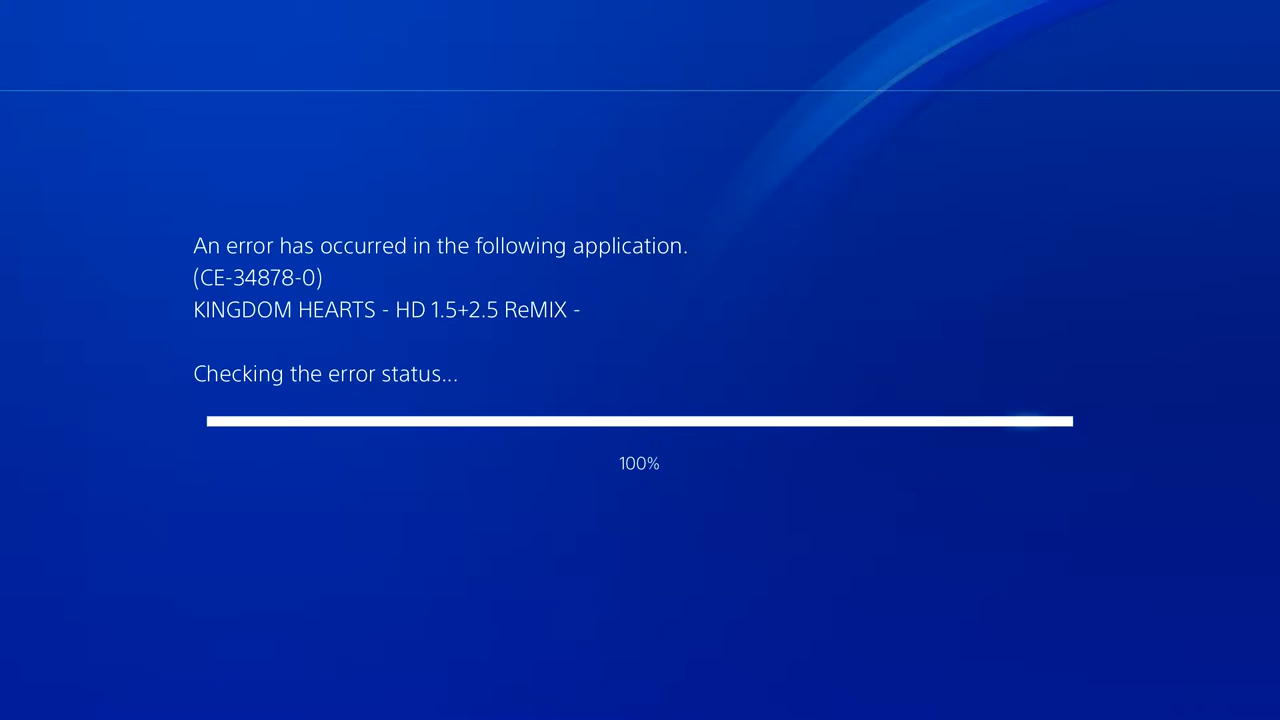 An error has occurred in the following application.
(CE-34878-0)
KINGDOM HEARTS - HD 1.5+2.5 ReMIX -
Checking the error status...
100%